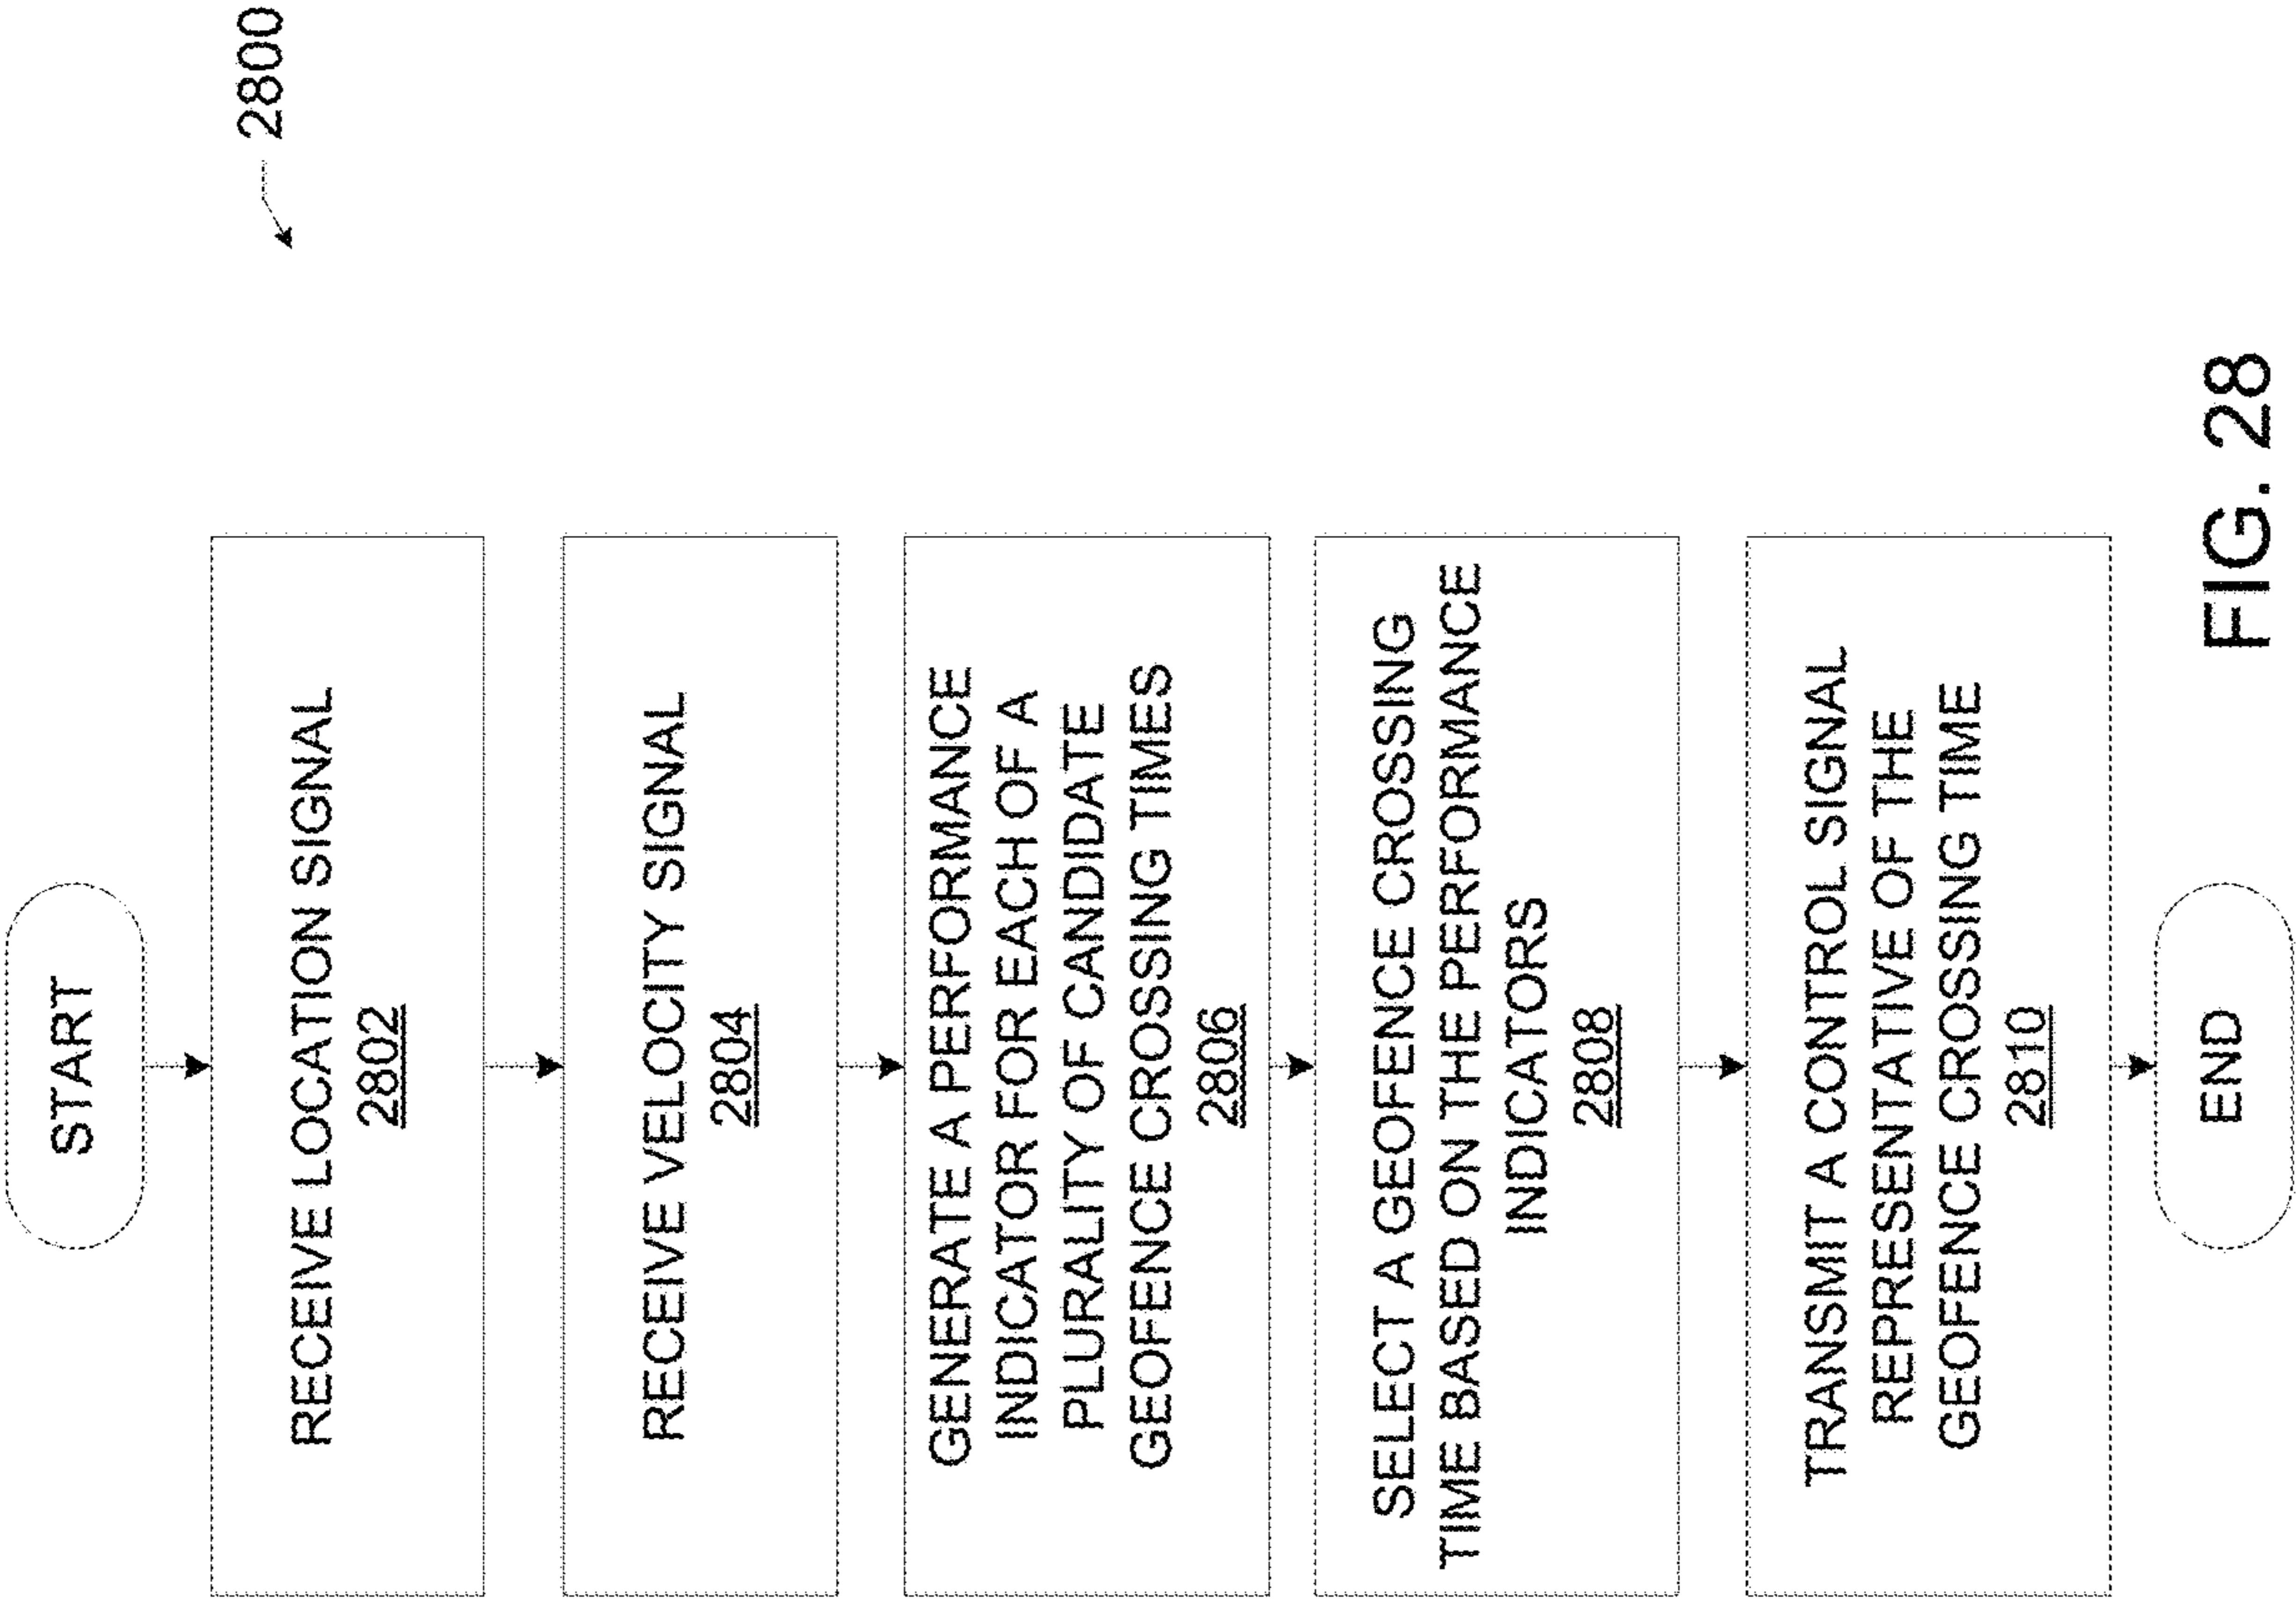 2800
START
RECEIVE LOCATION SIGNAL
2802
RECEIVE VELOCITY SIGNAL
2804
GENERATE A PERFORMANCE
INDICATOR FOR EACH OF A
PLURALITY OF CANDIDATE
GEOFENCE CROSSING TIMES
2806
SELECT A GEOFENCE CROSSING
TIME BASED ON THE PERFORMANCE
INDICATORS
2808
TRANSMIT A CONTROL SIGNAL
REPRESENTATIVE OF THE
GEOFENCE CROSSING TIME
2810
END
FIG. 28